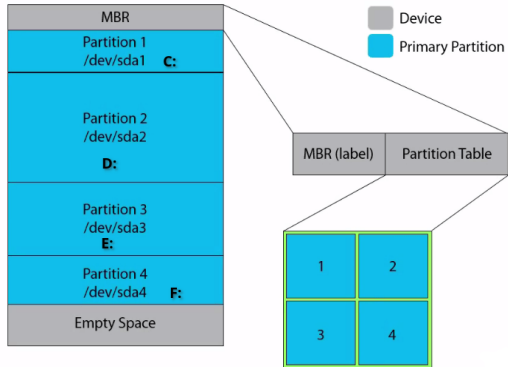 MBR
Partition 1
/dev/sda1 C:
Partition 2
/dev/sda2
D:
Partition 3
/dev/sda3
E:
Partition 4
/dev/sda4 F:
Empty Space
Device
Primary Partition
MBR (label) Partition Table
1 2
3 4